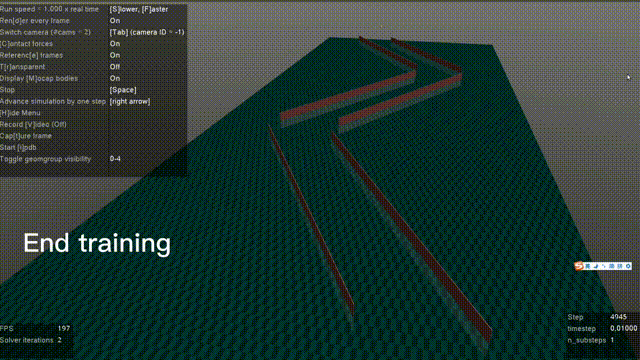 Run speed = 1.000 x real time [S]lower, [F]aster
Ren[d]er every frame On
Switch camera (#cams = 2) [Tab] (camera ID = -1)
[C]ontact forces On
Referenc[e] frames On
T[r]ansparent Off
Display [M]ocap bodies On
Stop [Space]
Advance simulation by one step [right arrow]
[H]ide Menu
Record [V]ideo (Off)
Cap[t]ure frame
Start [i]pdb
Toggle geomgroup visibility 0-4
End training
FPS 197
Solver iterations 2
Step 4945
timestep 0.01000
n_substeps 1